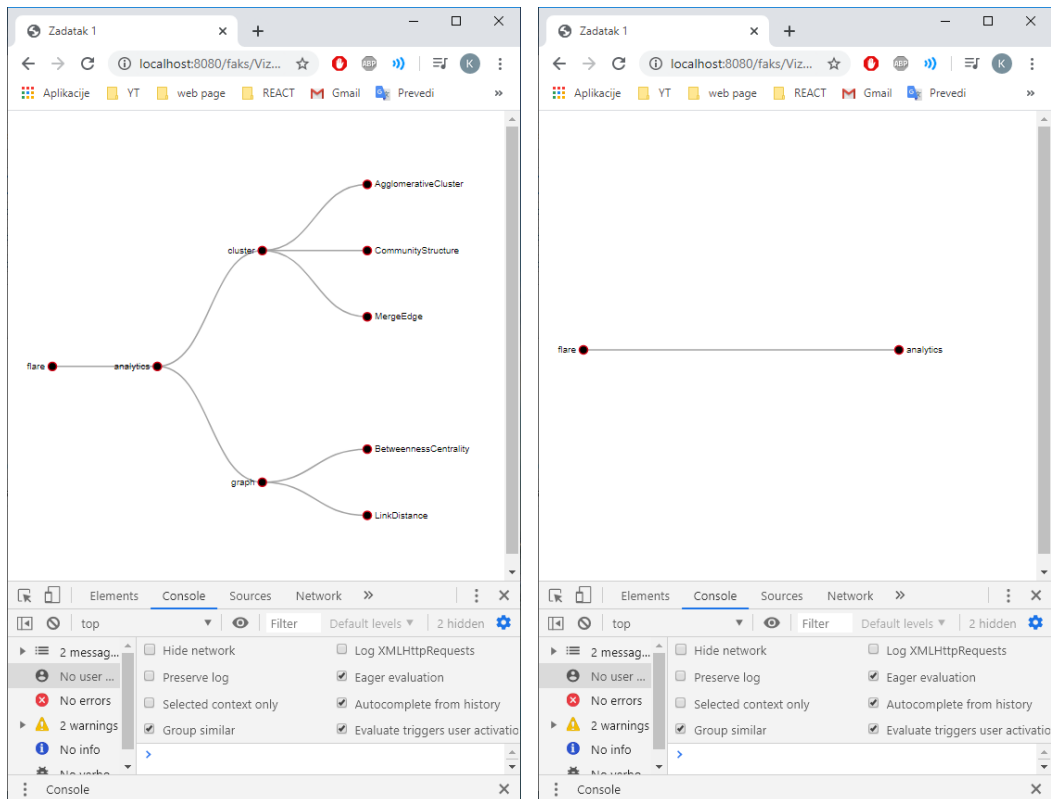 Zadatak 1
localhost:8080/faks/Viz...
ABP
K
Aplikacije YT web page REACT Gmail Prevedi »
AgglomerativeCluster
cluster
CommunityStructure
MergeEdge
flare
analytics
BetweennessCentrality
graph
LinkDistance
Elements Console Sources Network »
top Filter Default levels ▼ 2 hidden
2 messag...
Hide network
Log XMLHttpRequests
No user ...
Preserve log
Eager evaluation
No errors
Selected context only
Autocomplete from history
2 warnings
Group similar
Evaluate triggers user activatio
No info
No verbo
Console
Zadatak 1
localhost:8080/faks/Viz...
ABP
K
Aplikacije YT web page REACT Gmail Prevedi »
flare
analytics
Elements Console Sources Network »
top Filter Default levels ▼ 2 hidden
2 messag...
Hide network
Log XMLHttpRequests
No user ...
Preserve log
Eager evaluation
No errors
Selected context only
Autocomplete from history
2 warnings
Group similar
Evaluate triggers user activatio
No info
No verbo
Console